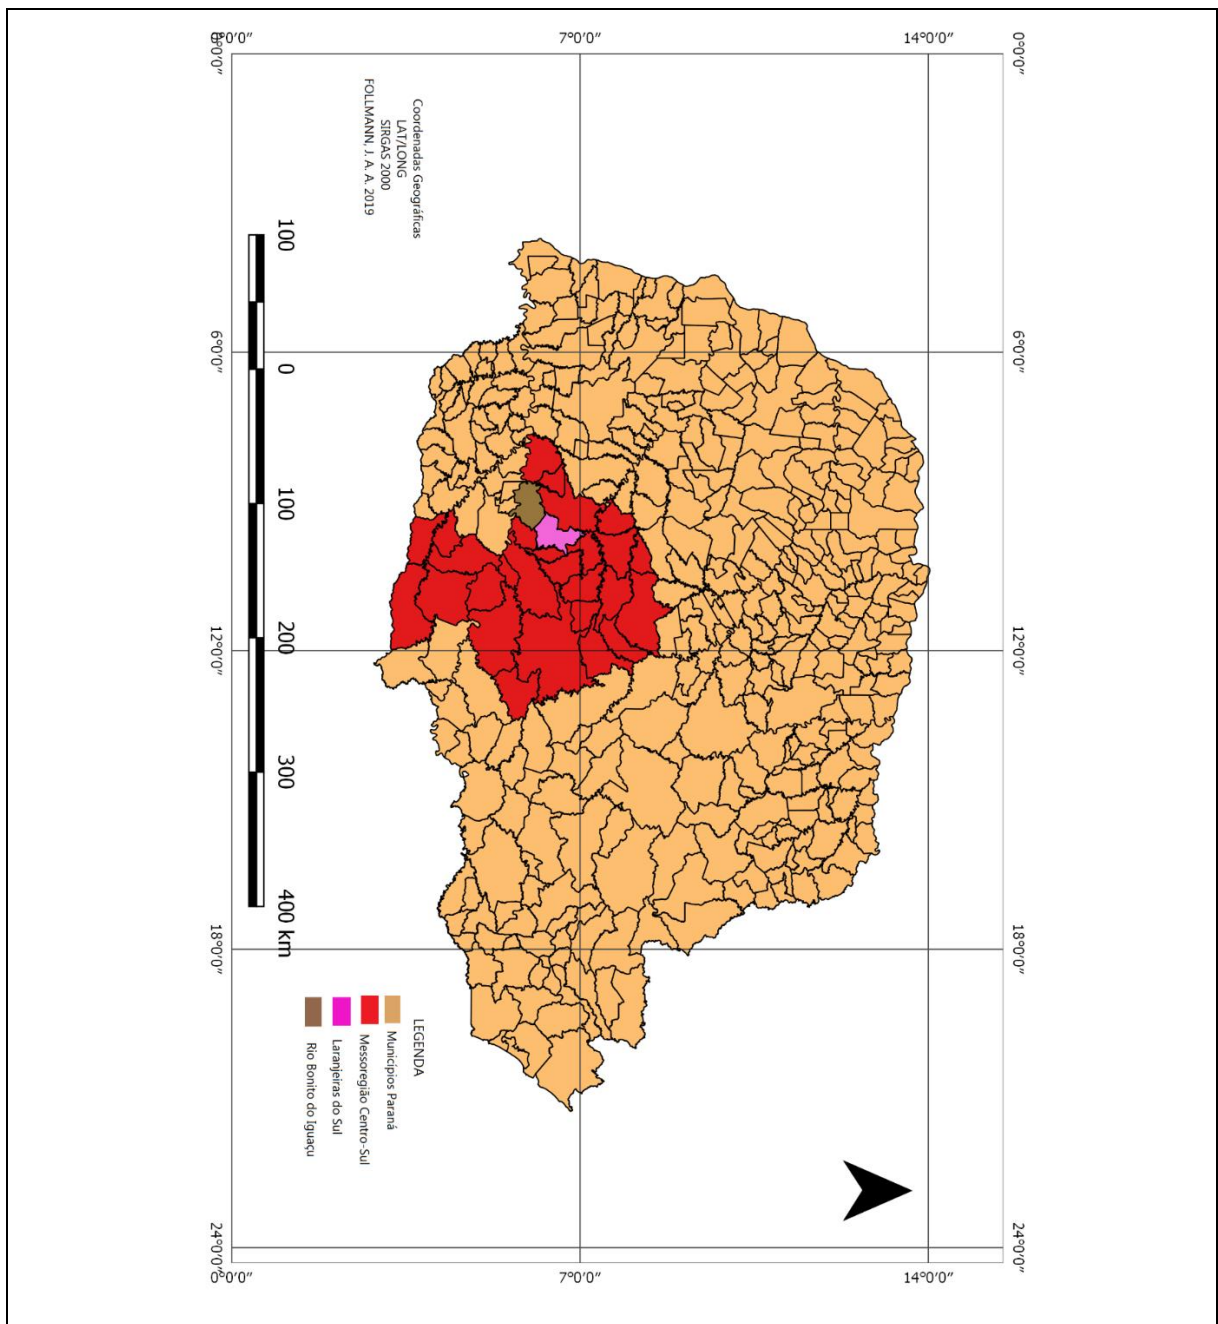 0°0'0" 6°0'0" 12°0'0" 18°0'0" 24°0'0"
14°0'0" 14°0'0"
7°0'0" 7°0'0"
Coordenadas Geográficas
LAT/LONG
SIRGAS 2000
FOLLMANN, J. A. A. 2019
LEGENDA
Municípios Paraná
Messoregião Centro-Sul
Laranjeiras do Sul
Rio Bonito do Iguaçu
100 0 100 200 300 400 km
0°0'0" 0°0'0"
0°0'0" 6°0'0" 12°0'0" 18°0'0" 24°0'0"